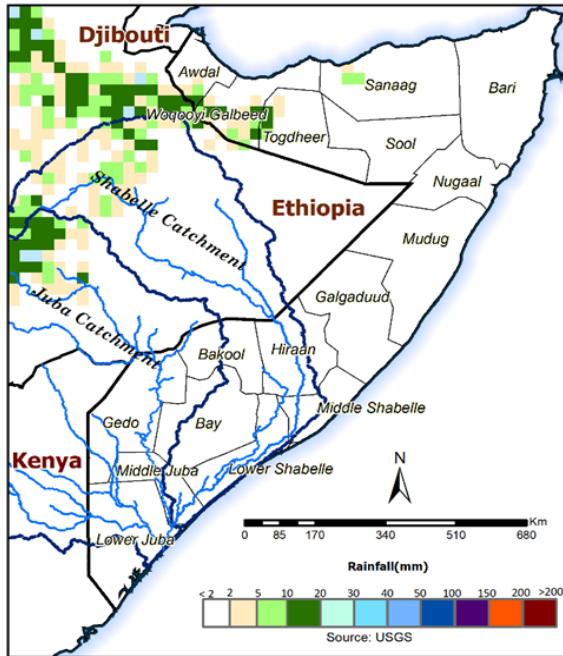 Djibouti
Awdal
Sanaag
Bari
Woqooyi Galbeed
Togdheer
Sool
Nugaal
Shabelle Catchment
Ethiopia
Mudug
Galgaduud
Juba Catchment
Bakool
Hiraan
Middle Shabelle
Gedo
Bay
Kenya
Middle Juba
Lower Shabelle
N
Lower Juba
Km
0 85 170 340 510 680
Rainfall(mm)
< 2 2 5 10 20 30 40 50 100 150 200 >200
Source: USGS